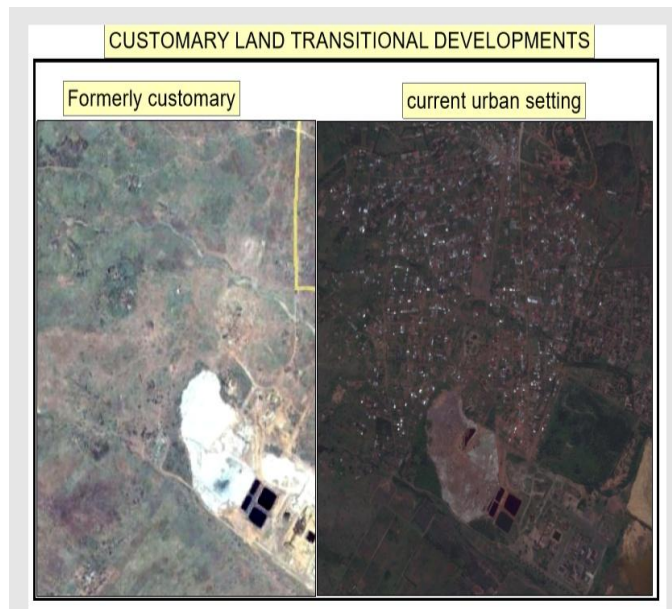 CUSTOMARY LAND TRANSITIONAL DEVELOPMENTS
Formerly customary
current urban setting